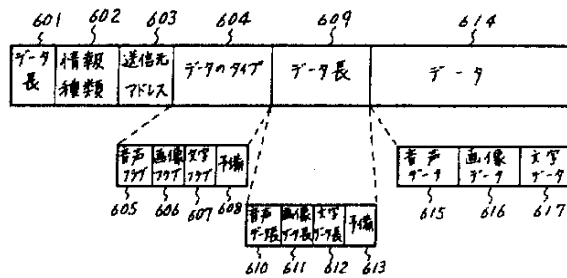 601 602 603 604 609 614
データ長 情報種類 送信元アドレス データのタイプ データ長 データ
音声フラグ 画像フラグ 文字フラグ 予備
605 606 607 608
音声データ長 画像データ長 文字データ長 予備
610 611 612 613
音声データ 画像データ 文字データ
615 616 617